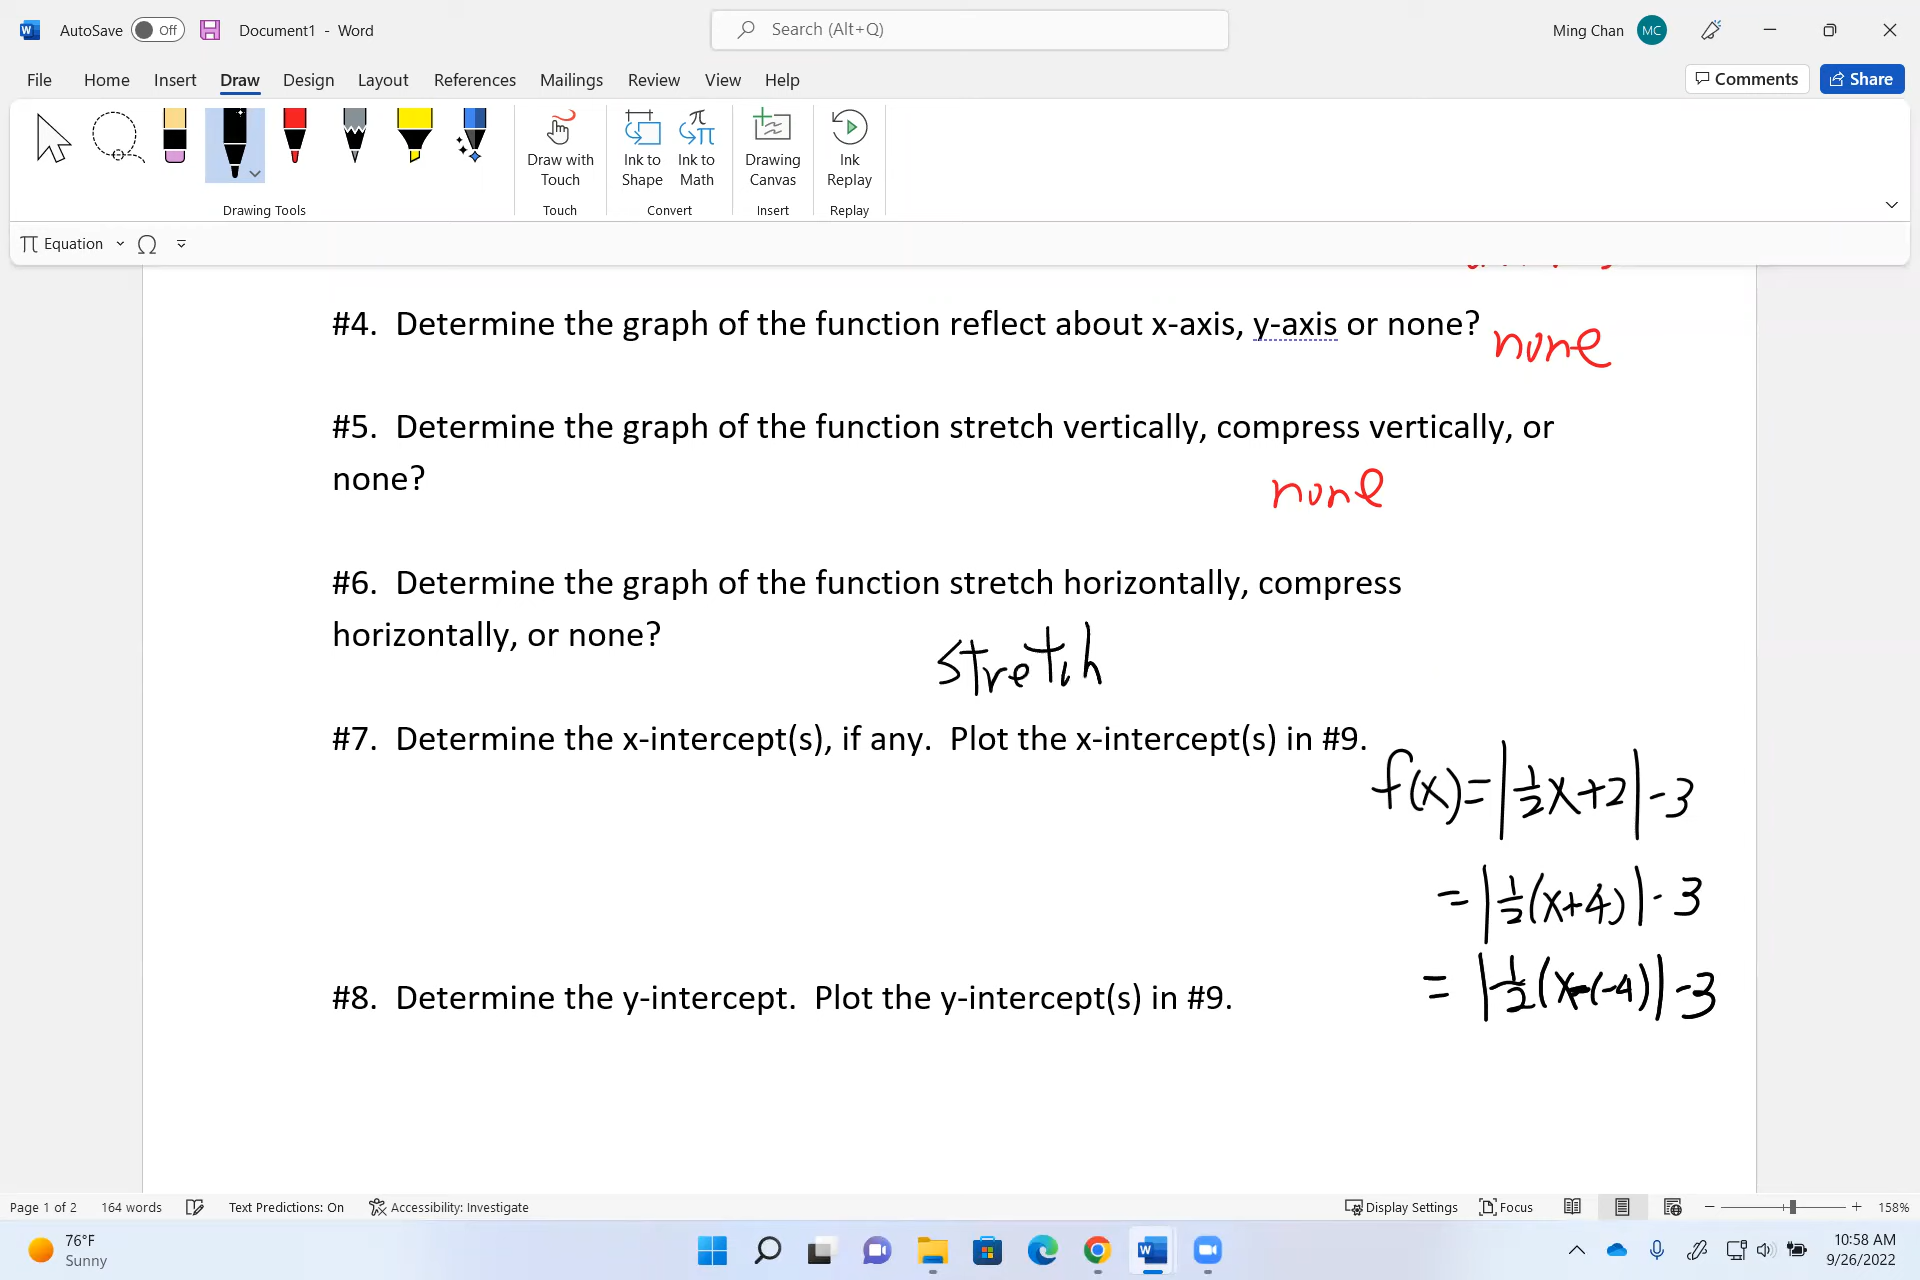 AutoSave Off Document1 - Word Search (Alt+Q) Ming Chan MC
File Home Insert Draw Design Layout References Mailings Review View Help Comments Share
Draw with Touch Ink to Shape Ink to Math Drawing Canvas Ink Replay
Drawing Tools Touch Convert Insert Replay
Equation
#4. Determine the graph of the function reflect about x-axis, y-axis or none? none
#5. Determine the graph of the function stretch vertically, compress vertically, or
none? none
#6. Determine the graph of the function stretch horizontally, compress
horizontally, or none?
stretch
#7. Determine the x-intercept(s), if any. Plot the x-intercept(s) in #9.
f(x)=|½x+2|-3
=|½(x+4)|-3
=|½(x-(-4))|-3
#8. Determine the y-intercept. Plot the y-intercept(s) in #9.
Page 1 of 2 164 words Text Predictions: On Accessibility: Investigate Display Settings Focus 158%
76°F
Sunny
10:58 AM
9/26/2022